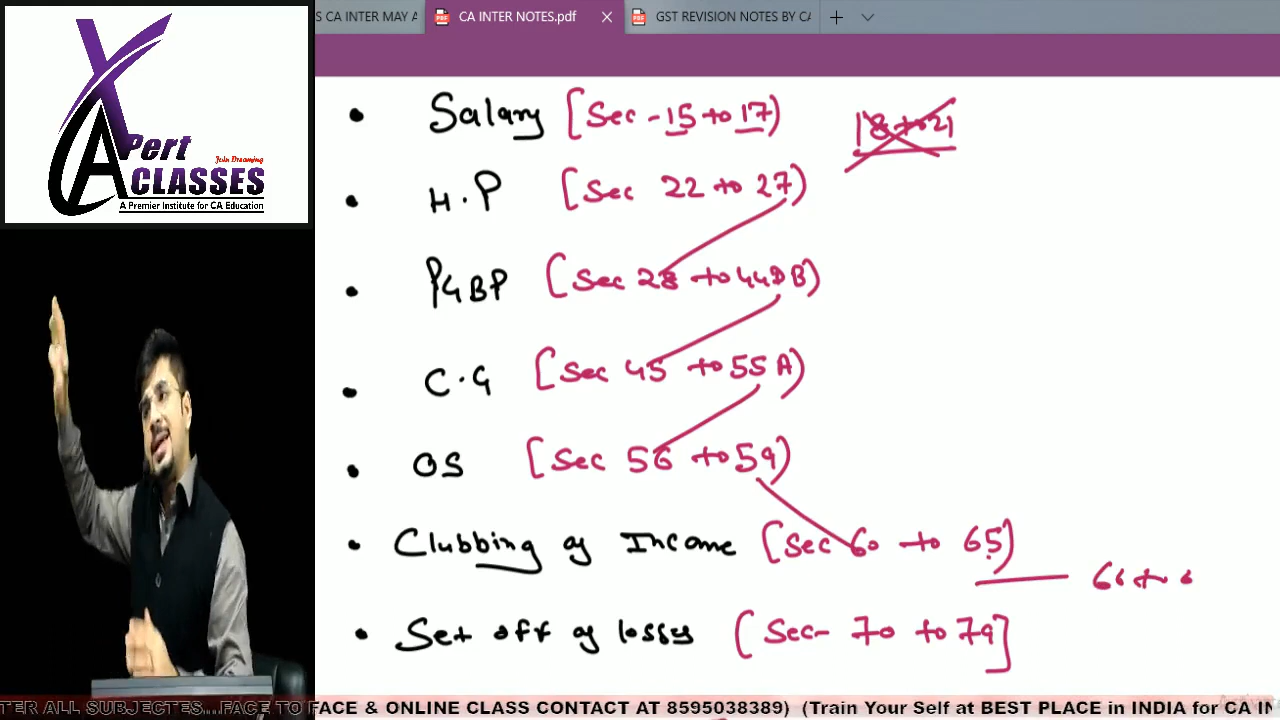 S CA INTER MAY A
CA INTER NOTES.pdf
GST REVISION NOTES BY CA
XPert
Join Dreaming
CA CLASSES
A Premier Institute for CA Education
• Salary [Sec - 15 to 17)
18 to 21
• H.P [Sec 22 to 27)
• PGBP [Sec 28 to 44DB)
• C.G [Sec 45 to 55A)
• OS [Sec 56 to 59)
• Clubbing of Income [Sec 60 to 65)
66 to 6
• Set off of losses [Sec- 70 to 79]
TER ALL SUBJECTES...FACE TO FACE & ONLINE CLASS CONTACT AT 8595038389) (Train Your Self at BEST PLACE in INDIA for CA IN